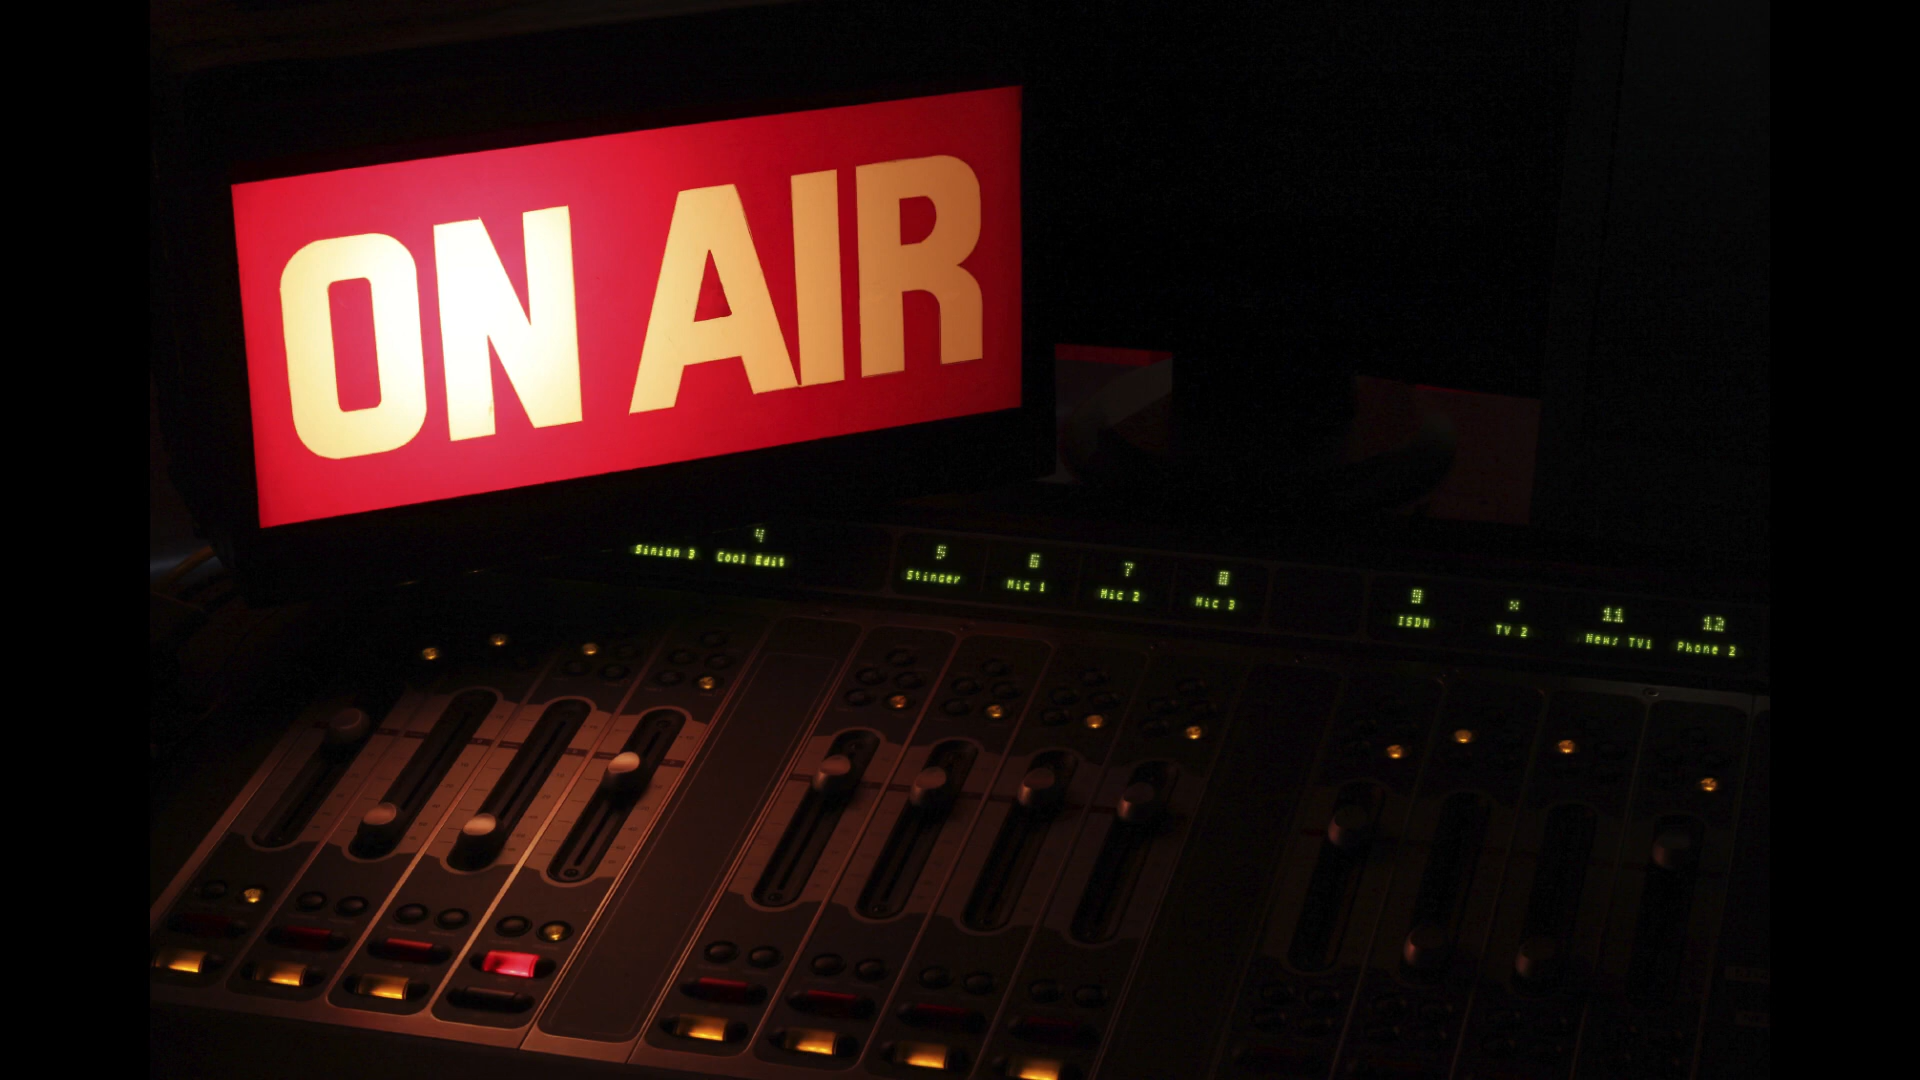 ON AIR
4
Cool Edit
5
Stinger
6
Mic 1
7
Mic 2
8
Mic 3
9
ISDN
TV 2
11
News TV1
12
Phone 2